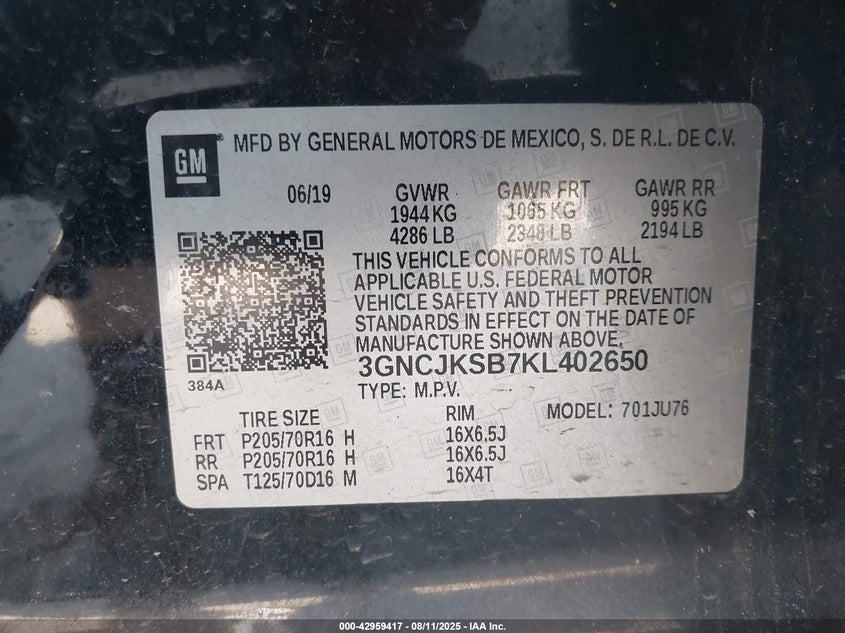 GM
MFD BY GENERAL MOTORS DE MEXICO, S. DE R.L. DE C.V.
06/19 GVWR GAWR FRT GAWR RR
1944 KG 1065 KG 995 KG
4286 LB 2348 LB 2194 LB
THIS VEHICLE CONFORMS TO ALL
APPLICABLE U.S. FEDERAL MOTOR
VEHICLE SAFETY AND THEFT PREVENTION
STANDARDS IN EFFECT ON THE DATE OF
MANUFACTURE SHOWN ABOVE.
3GNCJKSB7KL402650
384A
TYPE: M.P.V.
TIRE SIZE RIM MODEL: 701JU76
FRT P205/70R16 H 16X6.5J
RR P205/70R16 H 16X6.5J
SPA T125/70D16 M 16X4T
000-42959417 - 08/11/2025 - IAA Inc.